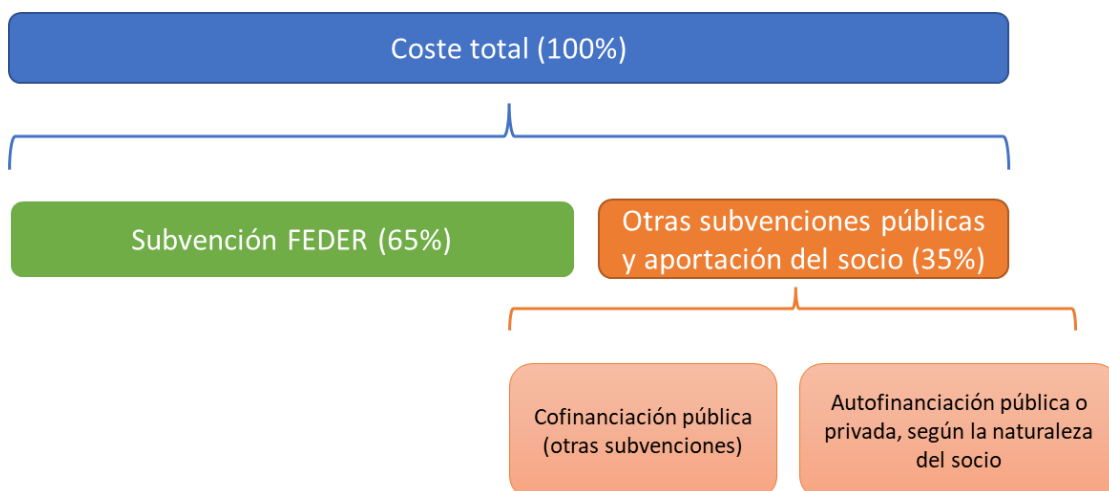 Coste total (100%)
Subvención FEDER (65%)
Otras subvenciones públicas
y aportación del socio (35%)
Cofinanciación pública
(otras subvenciones)
Autofinanciación pública o
privada, según la naturaleza
del socio